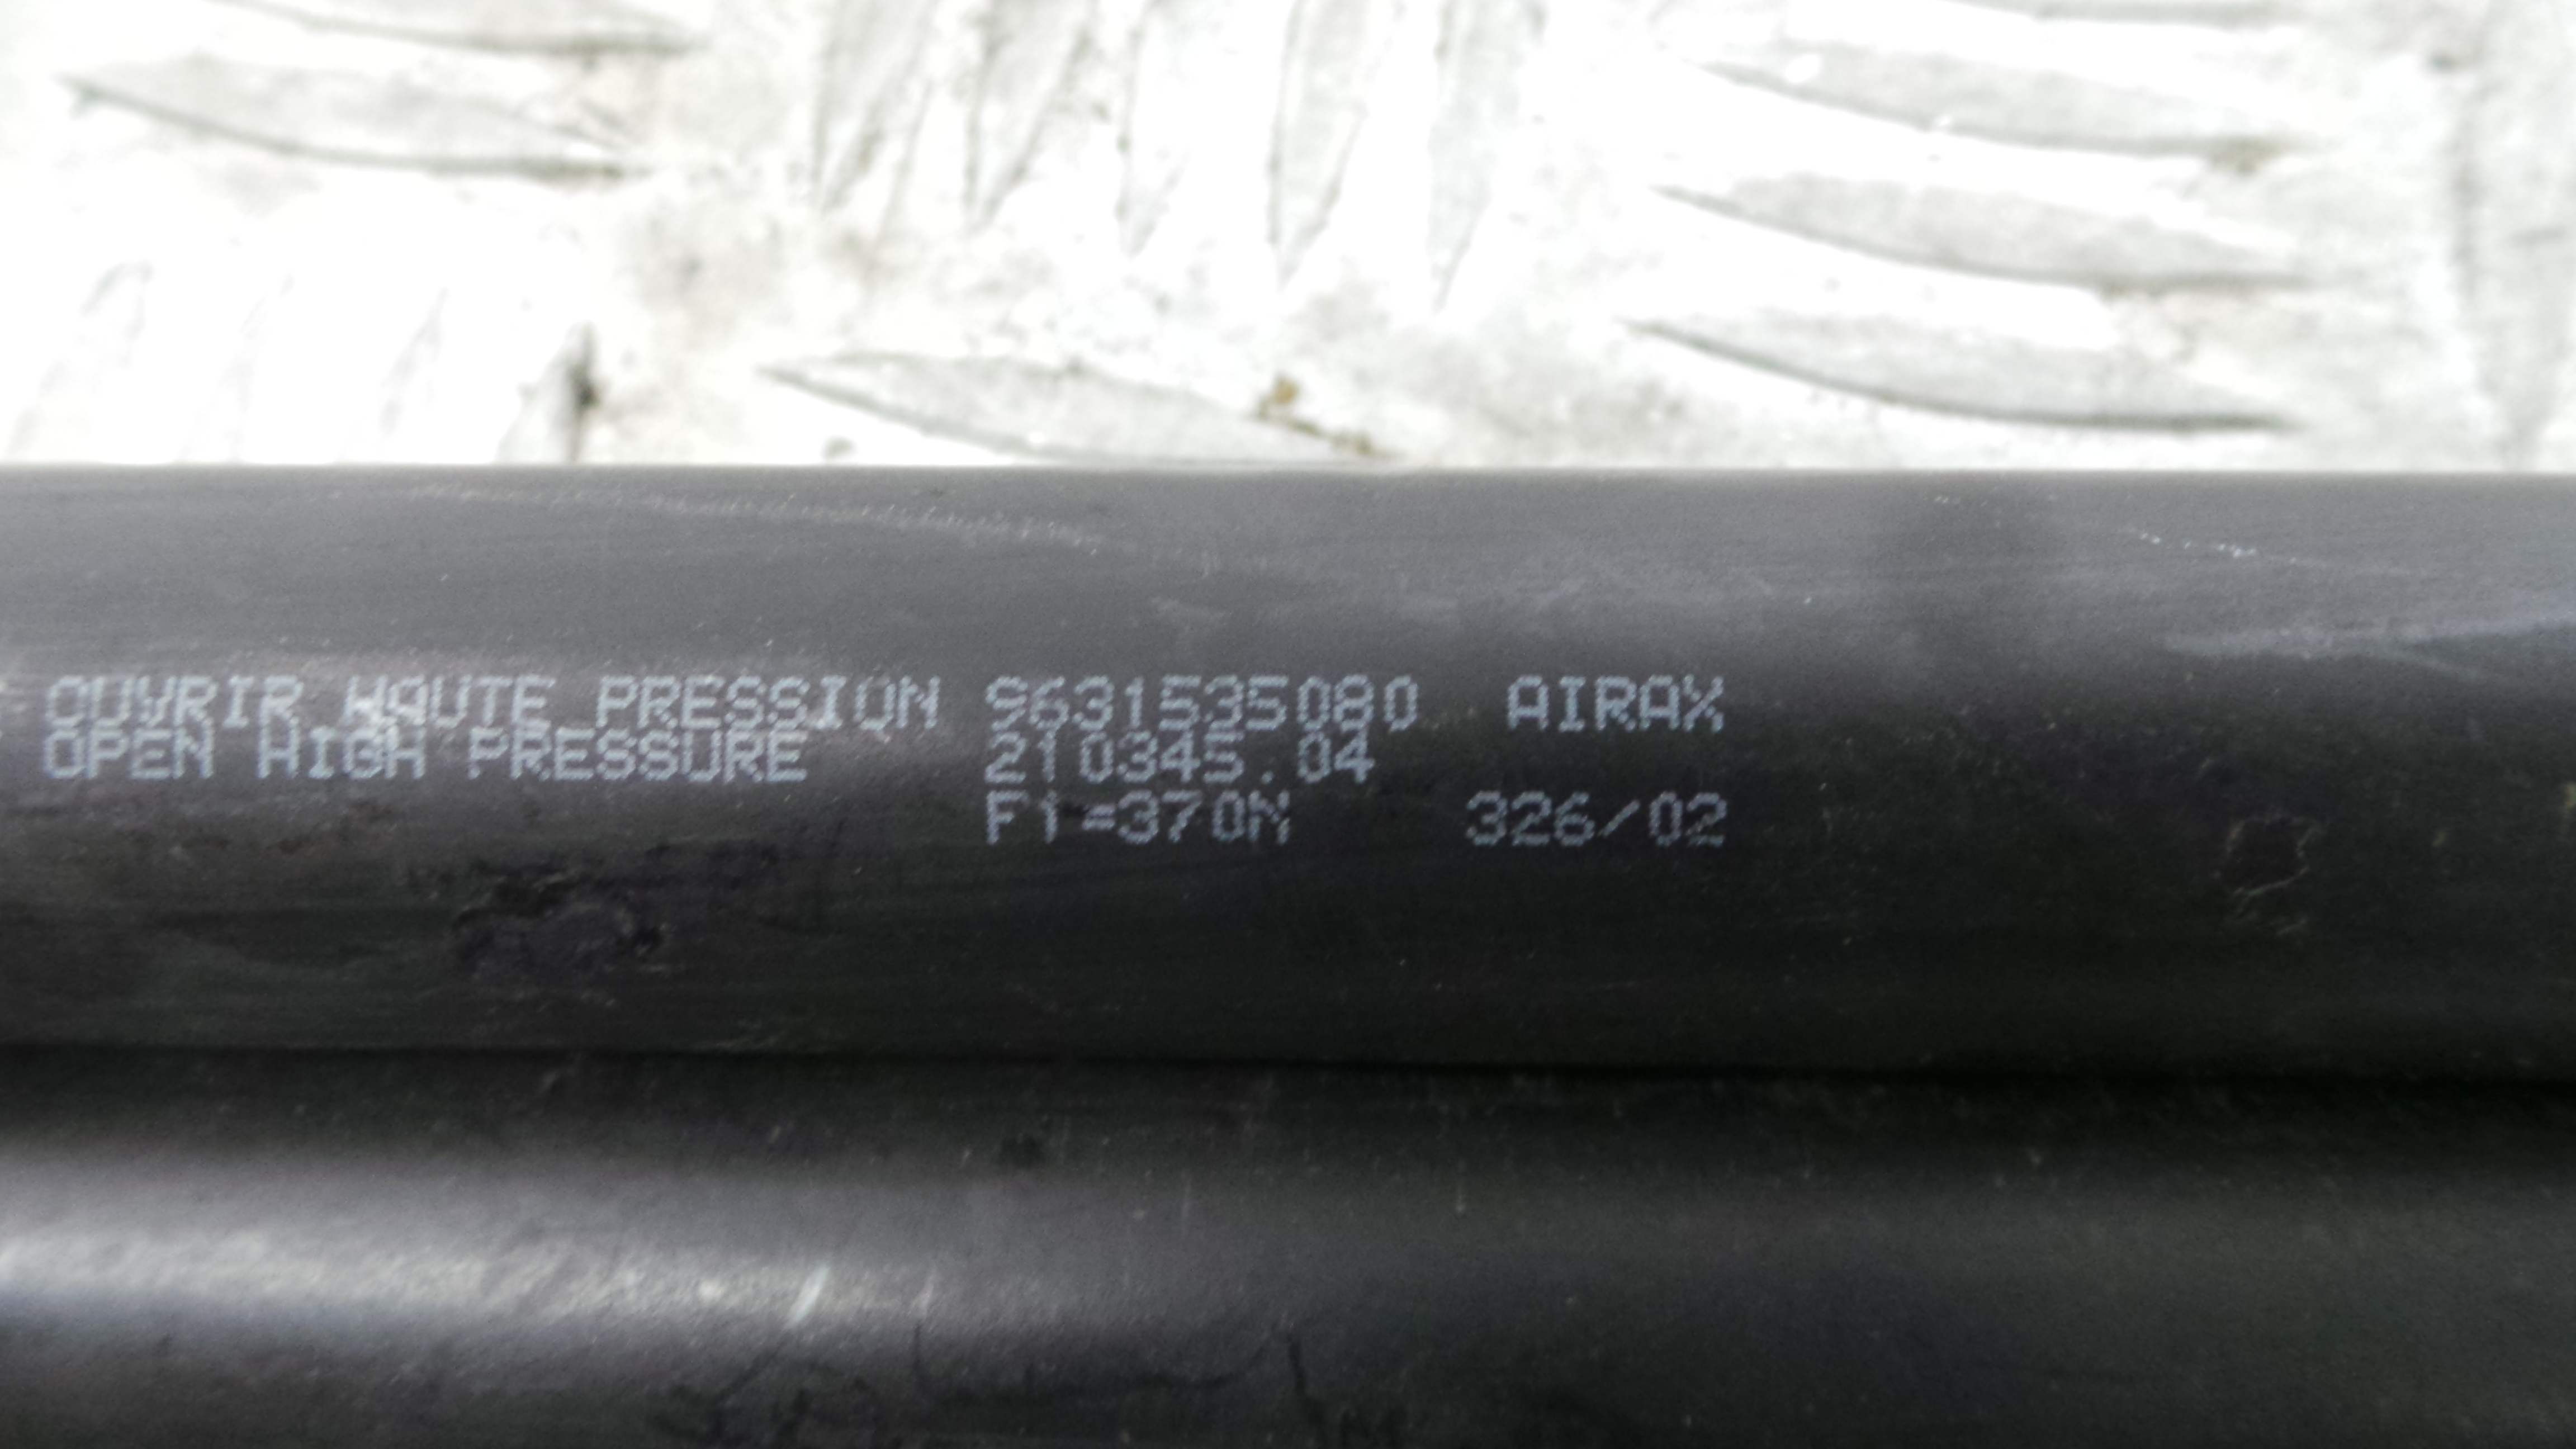 OUVRIR HAUTE PRESSION 9631535080 AIRAX
OPEN HIGH PRESSURE 210345.04
F1=370N 326/02